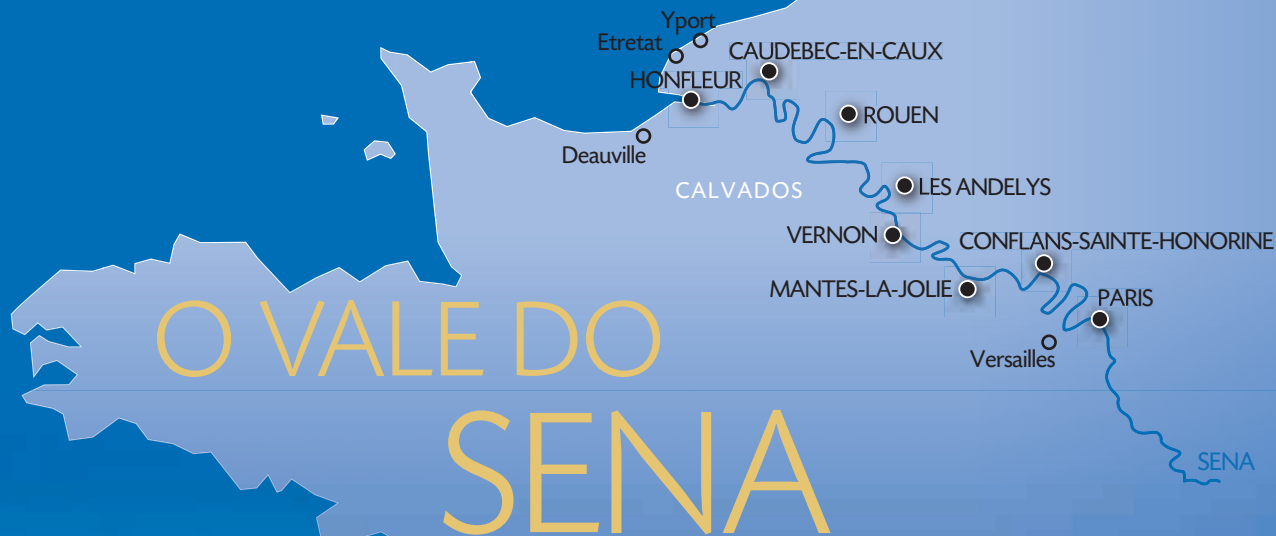 Yport
Etretat
CAUDEBEC-EN-CAUX
HONFLEUR
ROUEN
Deauville
CALVADOS
LES ANDELYS
VERNON
CONFLANS-SAINTE-HONORINE
MANTES-LA-JOLIE
PARIS
Versailles
O VALE DO
SENA
SENA